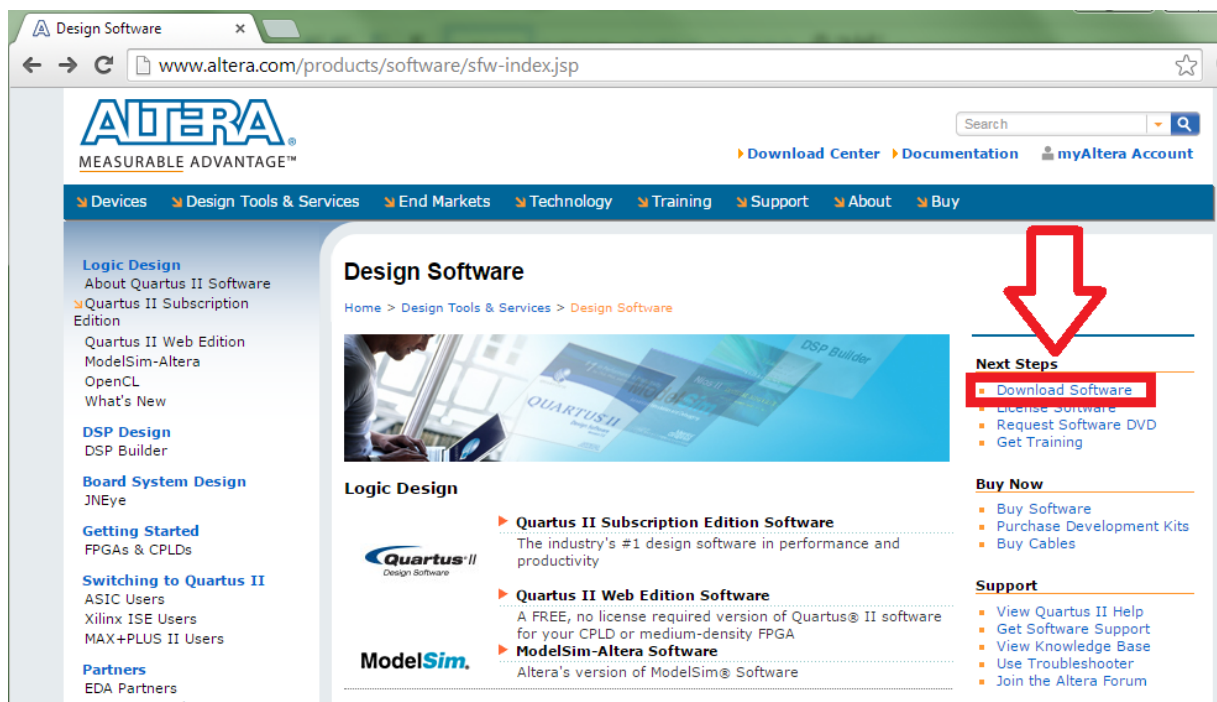 Design Software
www.altera.com/products/software/sfw-index.jsp
ALTERA®
MEASURABLE ADVANTAGE™
Search
Download Center
Documentation
myAltera Account
Devices
Design Tools & Services
End Markets
Technology
Training
Support
About
Buy
Logic Design
About Quartus II Software
Quartus II Subscription
Edition
Quartus II Web Edition
ModelSim-Altera
OpenCL
What's New
DSP Design
DSP Builder
Board System Design
JNEye
Getting Started
FPGAs & CPLDs
Switching to Quartus II
ASIC Users
Xilinx ISE Users
MAX+PLUS II Users
Partners
EDA Partners
Design Software
Home > Design Tools & Services > Design Software
DSP Builder
QUARTUS II
ModelSim
Logic Design
Quartus® II
Design Software
Quartus II Subscription Edition Software
The industry's #1 design software in performance and
productivity
Quartus II Web Edition Software
A FREE, no license required version of Quartus® II software
for your CPLD or medium-density FPGA
ModelSim.
ModelSim-Altera Software
Altera's version of ModelSim® Software
Next Steps
Download Software
License Software
Request Software DVD
Get Training
Buy Now
Buy Software
Purchase Development Kits
Buy Cables
Support
View Quartus II Help
Get Software Support
View Knowledge Base
Use Troubleshooter
Join the Altera Forum